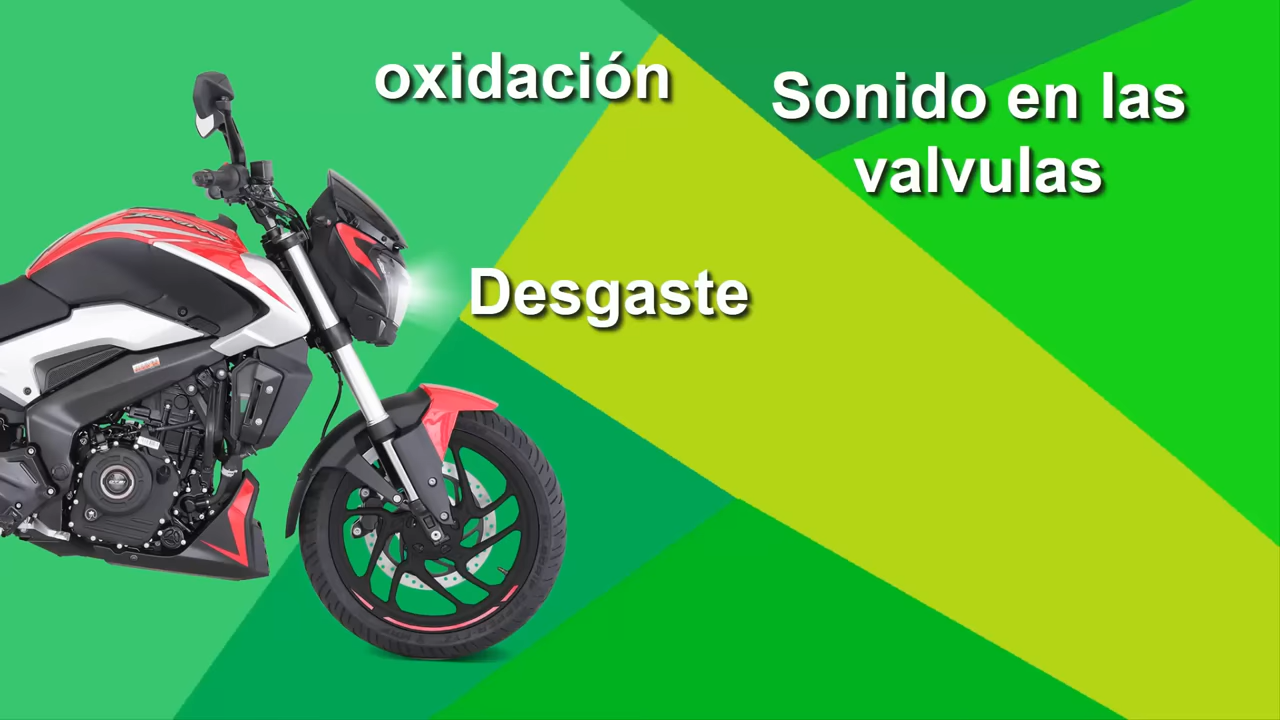 oxidación
Sonido en las
valvulas
Desgaste